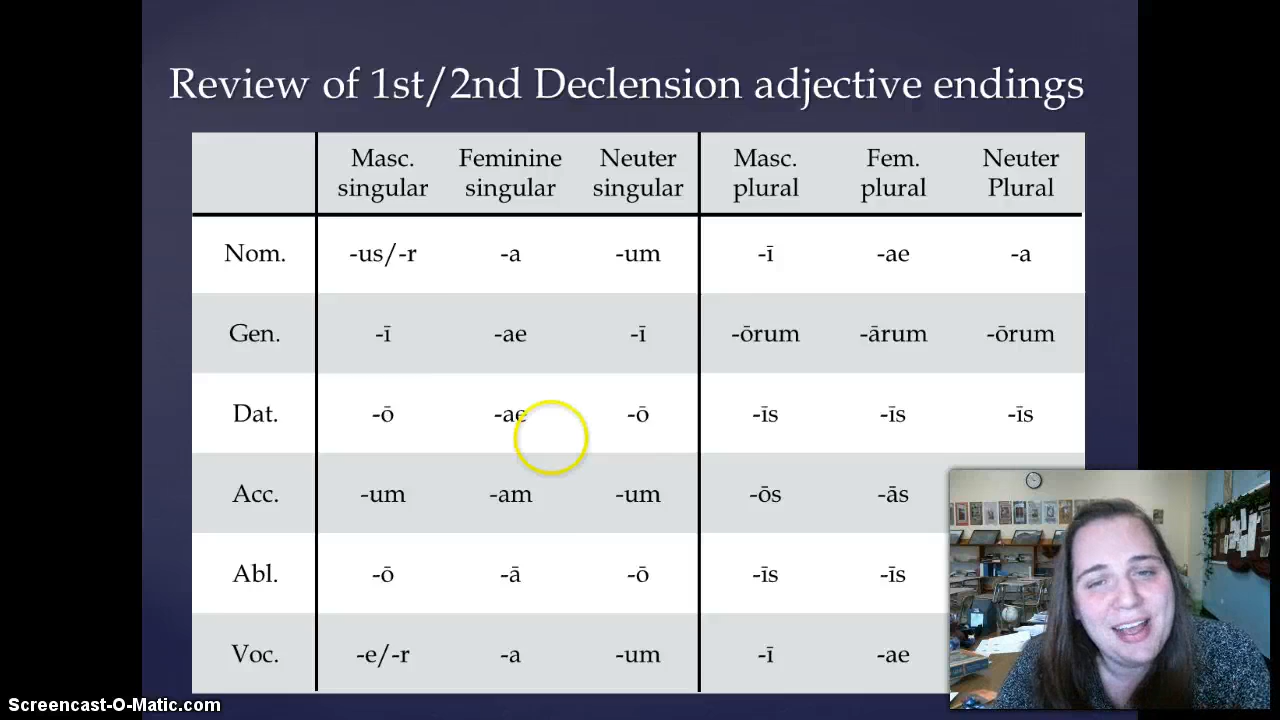 Review of 1st/2nd Declension adjective endings
Masc. singular Feminine singular Neuter singular Masc. plural Fem. plural Neuter Plural
Nom. -us/-r -a -um -ī -ae -a
Gen. -ī -ae -ī -ōrum -ārum -ōrum
Dat. -ō -ae -ō -īs -īs -īs
Acc. -um -am -um -ōs -ās
Abl. -ō -ā -ō -īs -īs
Voc. -e/-r -a -um -ī -ae
Screencast-O-Matic.com